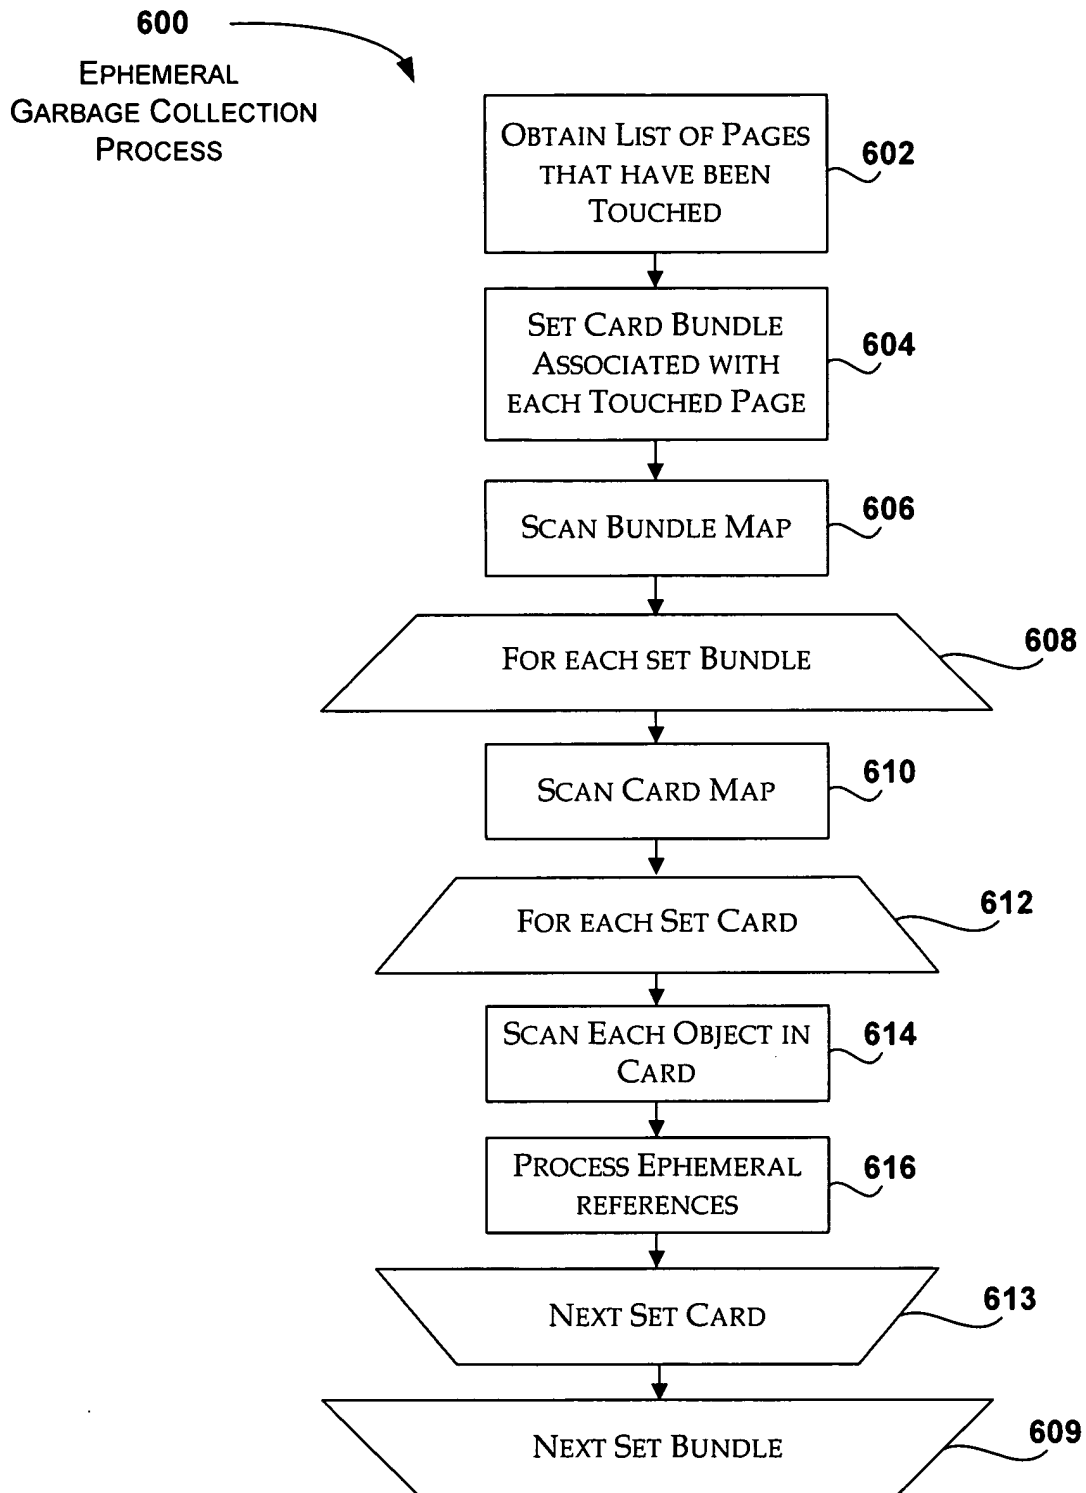 600
EPHEMERAL
GARBAGE COLLECTION
PROCESS
OBTAIN LIST OF PAGES
THAT HAVE BEEN
TOUCHED
602
SET CARD BUNDLE
ASSOCIATED WITH
EACH TOUCHED PAGE
604
SCAN BUNDLE MAP
606
FOR EACH SET BUNDLE
608
SCAN CARD MAP
610
FOR EACH SET CARD
612
SCAN EACH OBJECT IN
CARD
614
PROCESS EPHEMERAL
REFERENCES
616
NEXT SET CARD
613
NEXT SET BUNDLE
609